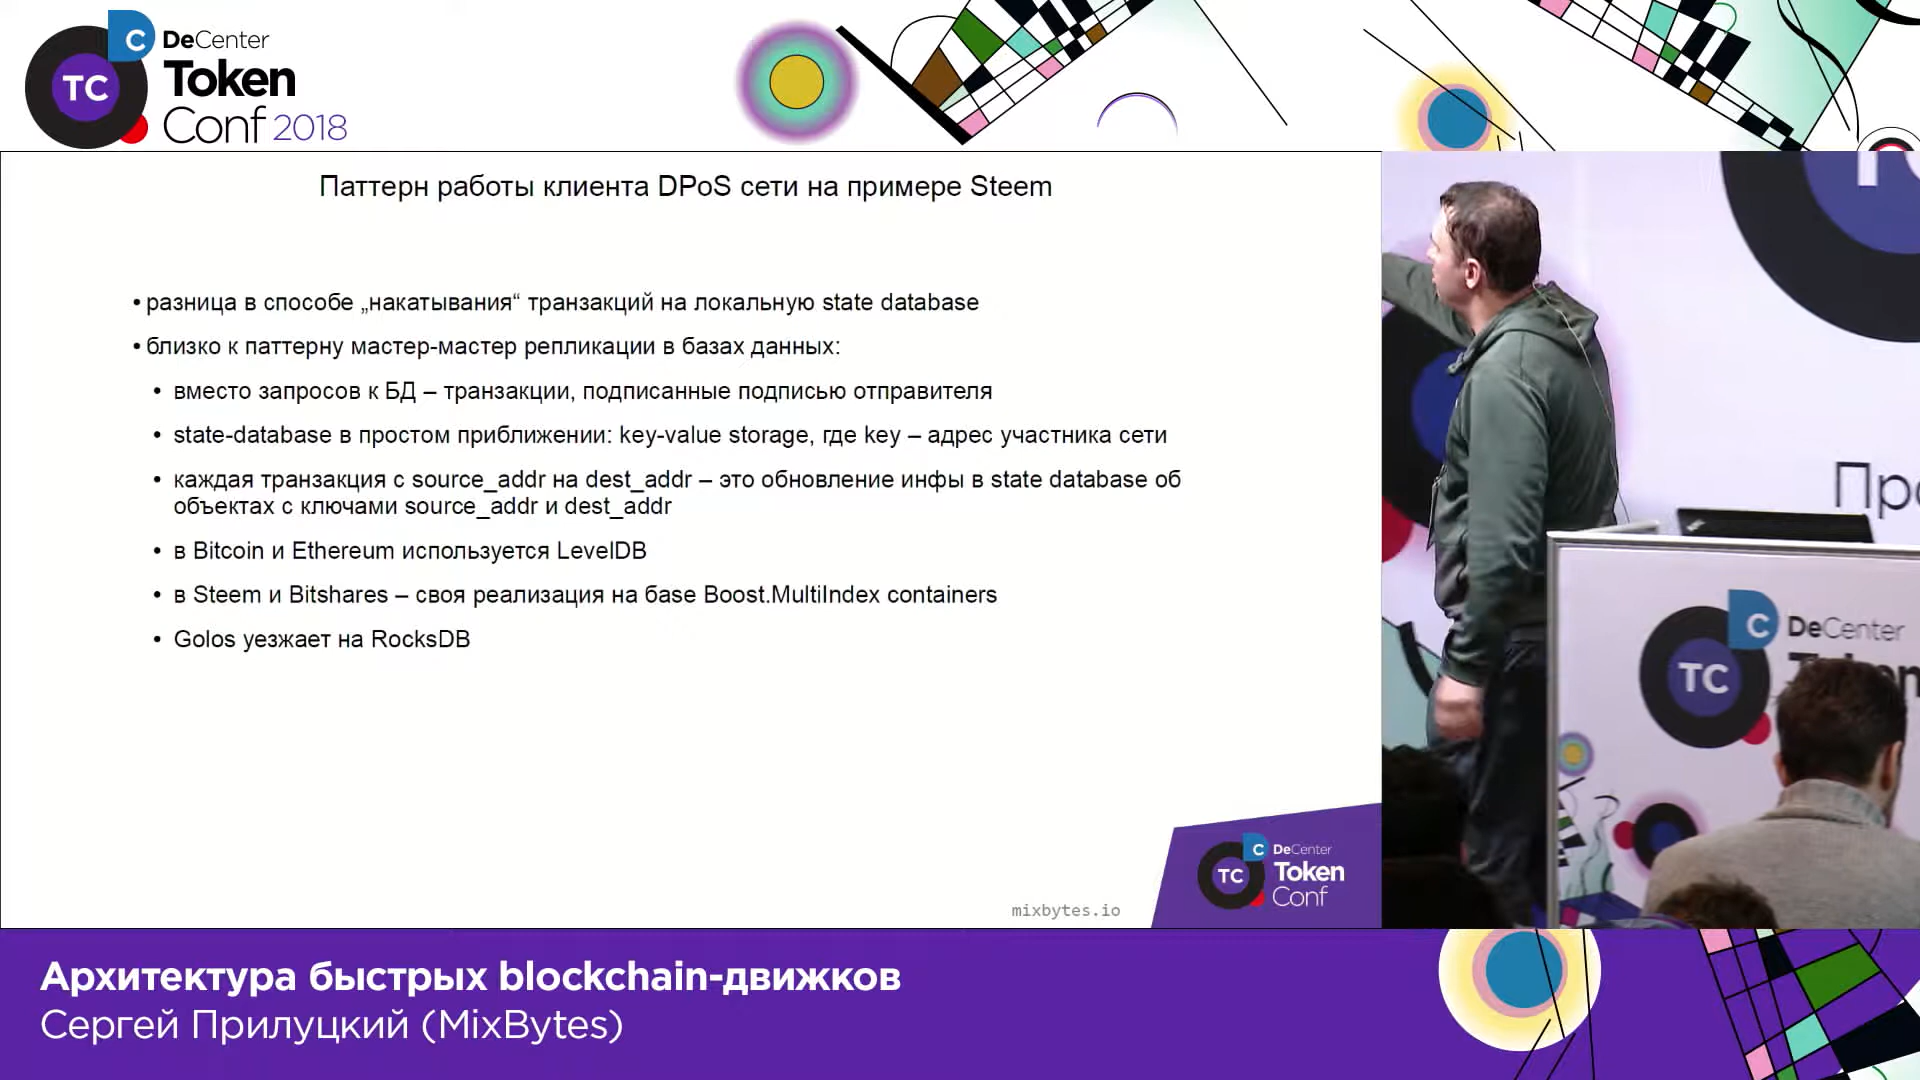 DeCenter
Token
Conf 2018
C
TC
Паттерн работы клиента DPoS сети на примере Steem
• разница в способе „накатывания“ транзакций на локальную state database
• близко к паттерну мастер-мастер репликации в базах данных:
• вместо запросов к БД – транзакции, подписанные подписью отправителя
• state-database в простом приближении: key-value storage, где key – адрес участника сети
• каждая транзакция с source_addr на dest_addr – это обновление инфы в state database об
объектах с ключами source_addr и dest_addr
• в Bitcoin и Ethereum используется LevelDB
• в Steem и Bitshares – своя реализация на базе Boost.MultiIndex containers
• Golos уезжает на RocksDB
mixbytes.io
C
TC
DeCenter
Token
Conf
C
DeCenter
TC
Архитектура быстрых blockchain-движков
Сергей Прилуцкий (MixBytes)